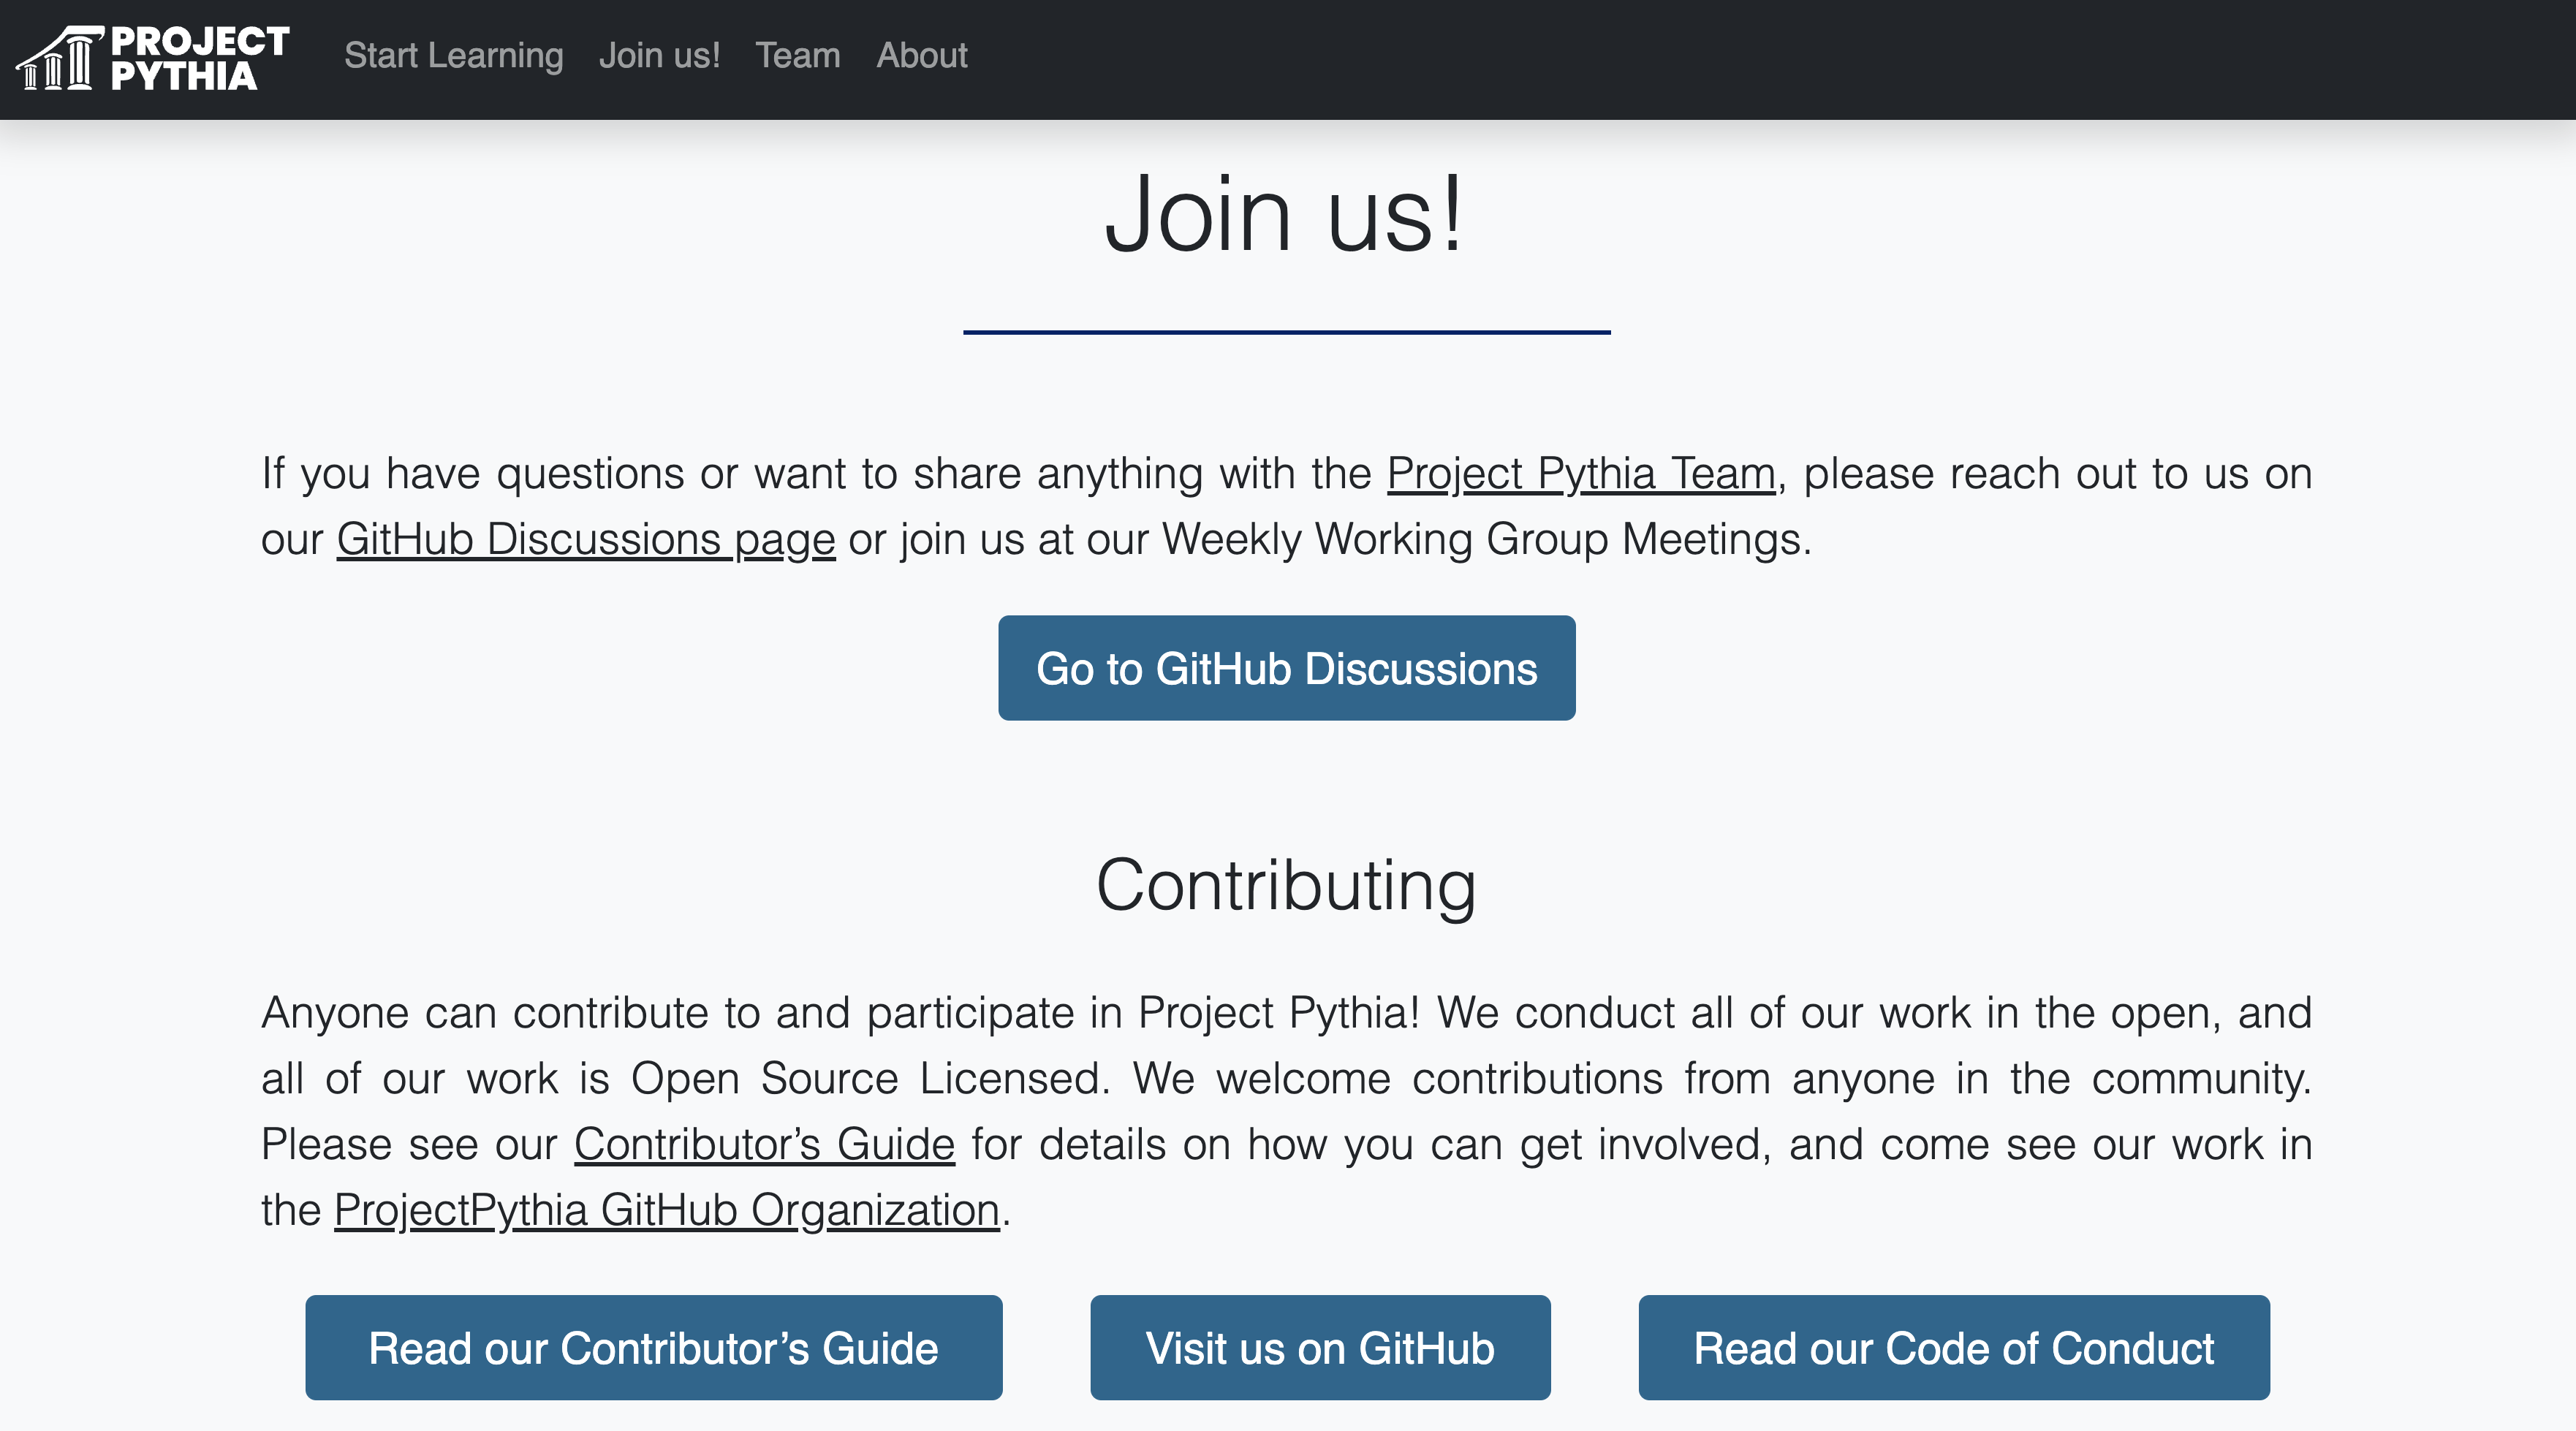 PROJECT
PYTHIA
Start Learning Join us! Team About
Join us!
If you have questions or want to share anything with the Project Pythia Team, please reach out to us on
our GitHub Discussions page or join us at our Weekly Working Group Meetings.
Go to GitHub Discussions
Contributing
Anyone can contribute to and participate in Project Pythia! We conduct all of our work in the open, and
all of our work is Open Source Licensed. We welcome contributions from anyone in the community.
Please see our Contributor’s Guide for details on how you can get involved, and come see our work in
the ProjectPythia GitHub Organization.
Read our Contributor’s Guide Visit us on GitHub Read our Code of Conduct